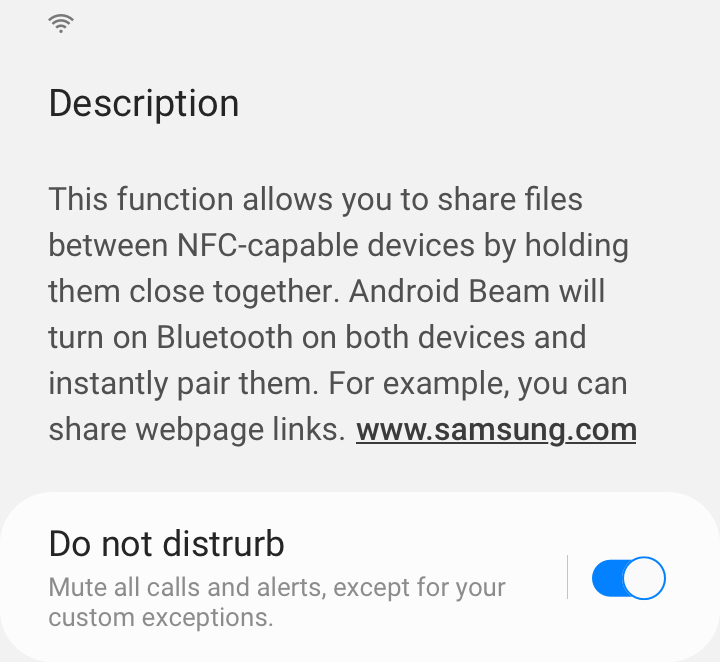 Description
This function allows you to share files
between NFC-capable devices by holding
them close together. Android Beam will
turn on Bluetooth on both devices and
instantly pair them. For example, you can
share webpage links. www.samsung.com
Do not distrurb
Mute all calls and alerts, except for your
custom exceptions.